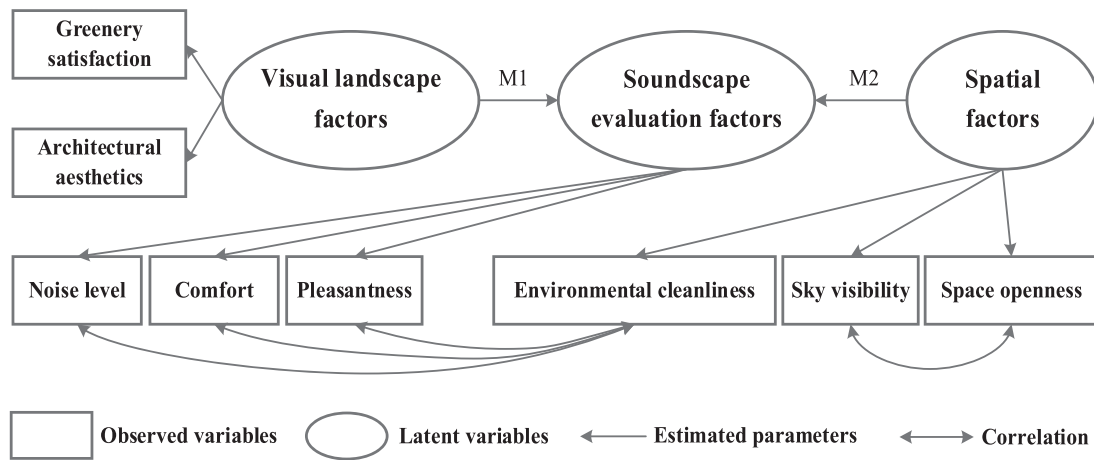 Greenery
satisfaction
Architectural
aesthetics
Visual landscape
factors
M1
Soundscape
evaluation factors
M2
Spatial
factors
Noise level
Comfort
Pleasantness
Environmental cleanliness
Sky visibility
Space openness
Observed variables
Latent variables
Estimated parameters
Correlation